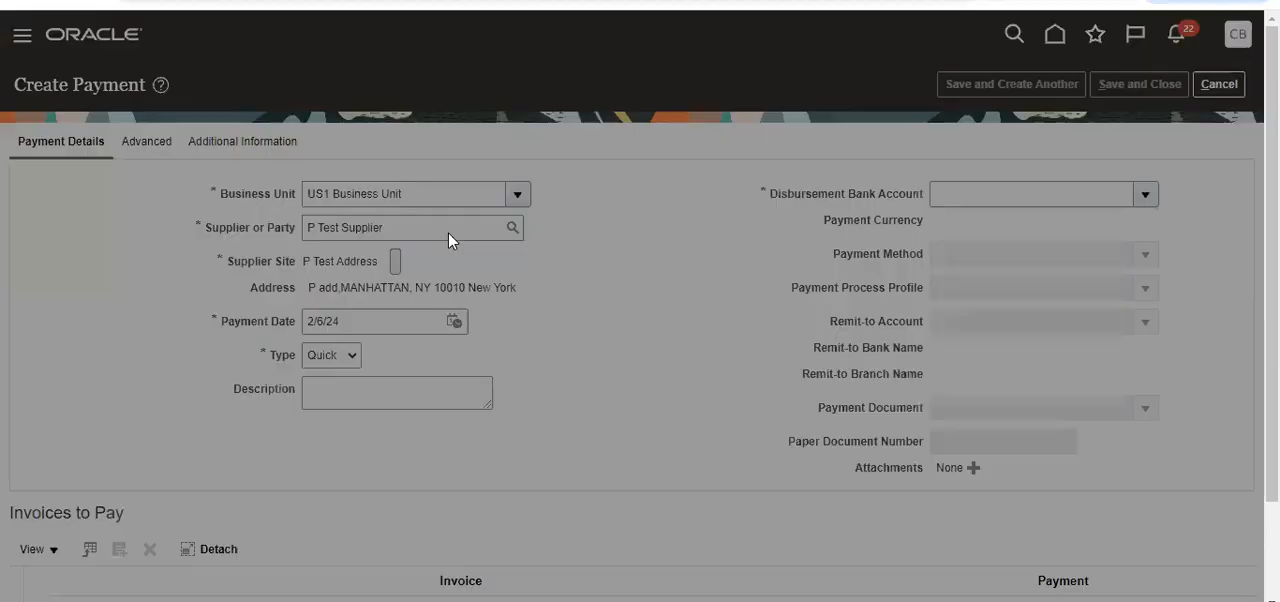 ORACLE
22
CB
Create Payment
Save and Create Another
Save and Close
Cancel
Payment Details
Advanced
Additional Information
* Business Unit US1 Business Unit
* Supplier or Party P Test Supplier
* Supplier Site P Test Address
Address P add,MANHATTAN, NY 10010 New York
* Payment Date 2/6/24
* Type Quick
Description
* Disbursement Bank Account
Payment Currency
Payment Method
Payment Process Profile
Remit-to Account
Remit-to Bank Name
Remit-to Branch Name
Payment Document
Paper Document Number
Attachments None
Invoices to Pay
View
Detach
Invoice
Payment